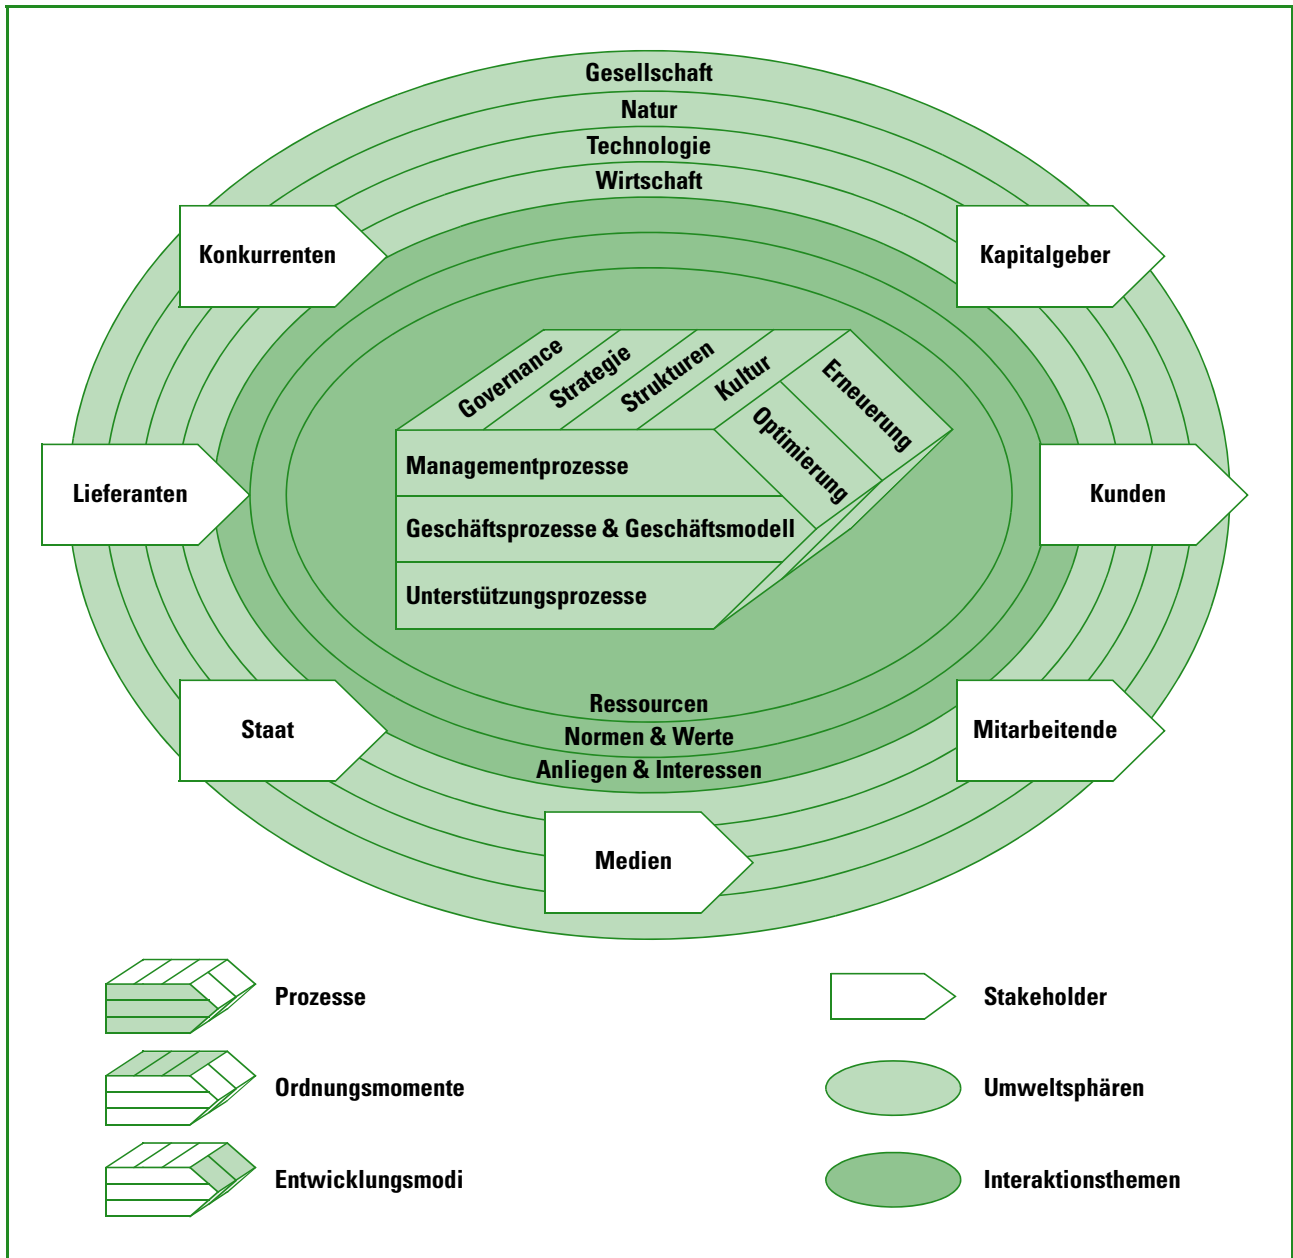 Gesellschaft
Natur
Technologie
Wirtschaft
Konkurrenten
Kapitalgeber
Governance
Strategie
Strukturen
Kultur
Erneuerung
Optimierung
Managementprozesse
Geschäftsprozesse & Geschäftsmodell
Unterstützungsprozesse
Lieferanten
Kunden
Ressourcen
Normen & Werte
Anliegen & Interessen
Staat
Mitarbeitende
Medien
Prozesse
Stakeholder
Ordnungsmomente
Umweltsphären
Entwicklungsmodi
Interaktionsthemen